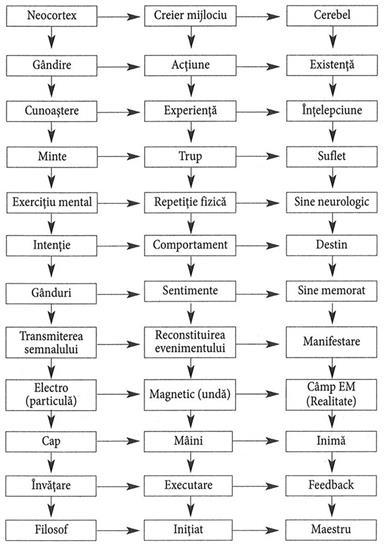 Neocortex
Creier mijlociu
Cerebel
Gândire
Acțiune
Existență
Cunoaștere
Experiență
Înțelepciune
Minte
Trup
Suflet
Exercițiu mental
Repetiție fizică
Sine neurologic
Intenție
Comportament
Destin
Gânduri
Sentimente
Sine memorat
Transmiterea
semnalului
Reconstituirea
evenimentului
Manifestare
Electro
(particulă)
Magnetic (undă)
Câmp EM
(Realitate)
Cap
Mâini
Inimă
Învățare
Executare
Feedback
Filosof
Inițiat
Maestru